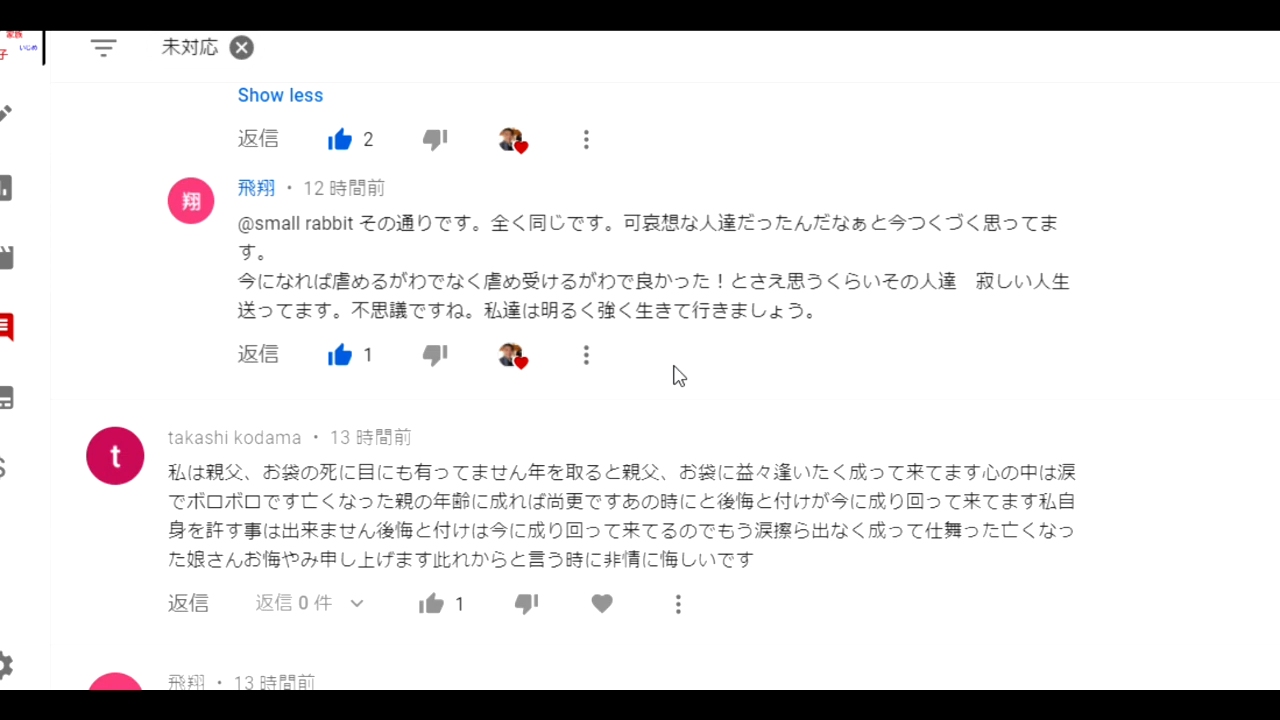 家族
いじめ
子
未対応
Show less
返信 2
翔
飛翔 • 12 時間前
@small rabbit その通りです。全く同じです。可哀想な人達だったんだなぁと今つくづく思ってま
す。
今になれば虐めるがわでなく虐め受けるがわで良かった！とさえ思うくらいその人達　寂しい人生
送ってます。不思議ですね。私達は明るく強く生きて行きましょう。
返信 1
t
takashi kodama • 13 時間前
私は親父、お袋の死に目にも有ってません年を取ると親父、お袋に益々逢いたく成って来てます心の中は涙
でボロボロです亡くなった親の年齢に成れば尚更ですあの時にと後悔と付けが今に成り回って来てます私自
身を許す事は出来ません後悔と付けは今に成り回って来てるのでもう涙擦ら出なく成って仕舞った亡くなっ
た娘さんお悔やみ申し上げます此れからと言う時に非情に悔しいです
返信 返信 0 件 1
飛翔 • 13 時間前